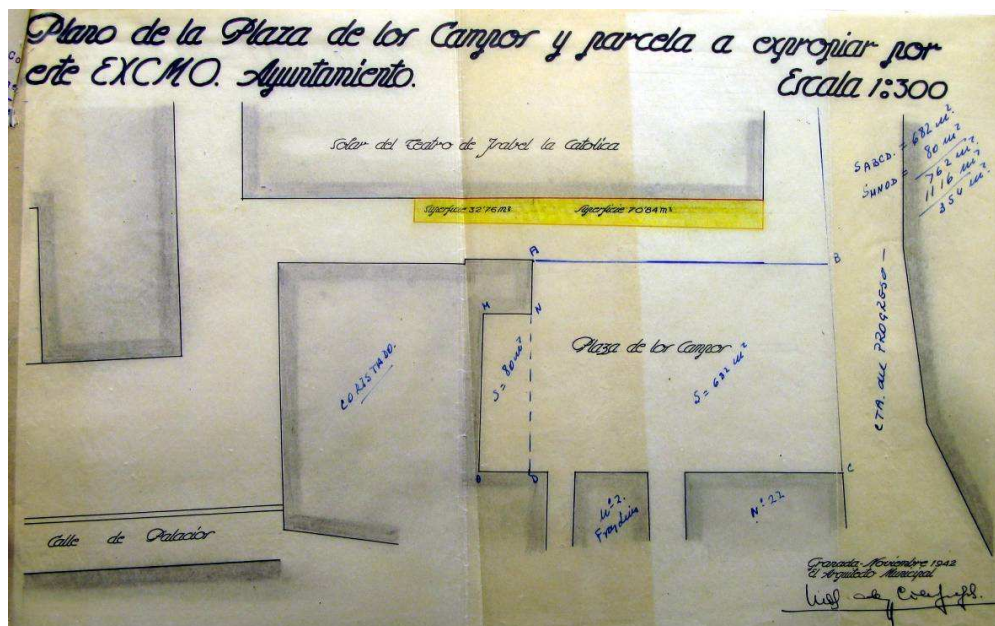 Plano de la Plaza de los Campos y parcela a expropiar por
este EXCMO. Ayuntamiento.
Escala 1:300
Solar del Teatro de Isabel la Católica
SABCD. = 682 m²
SHNOD = 80 m²
762 m²
1116 m²
354 m²
Superficie 32'76 m²
Superficie 70'84 m²
A
B
H
N
Plaza de los Campos
CORISTADO.
S = 80 m²
S = 682 m²
CTA. del PROGRESO -
O
D
C
Nº 2.
Nº 22
Calle de Palacios
Granada-Noviembre 1942
El Arquitecto Municipal